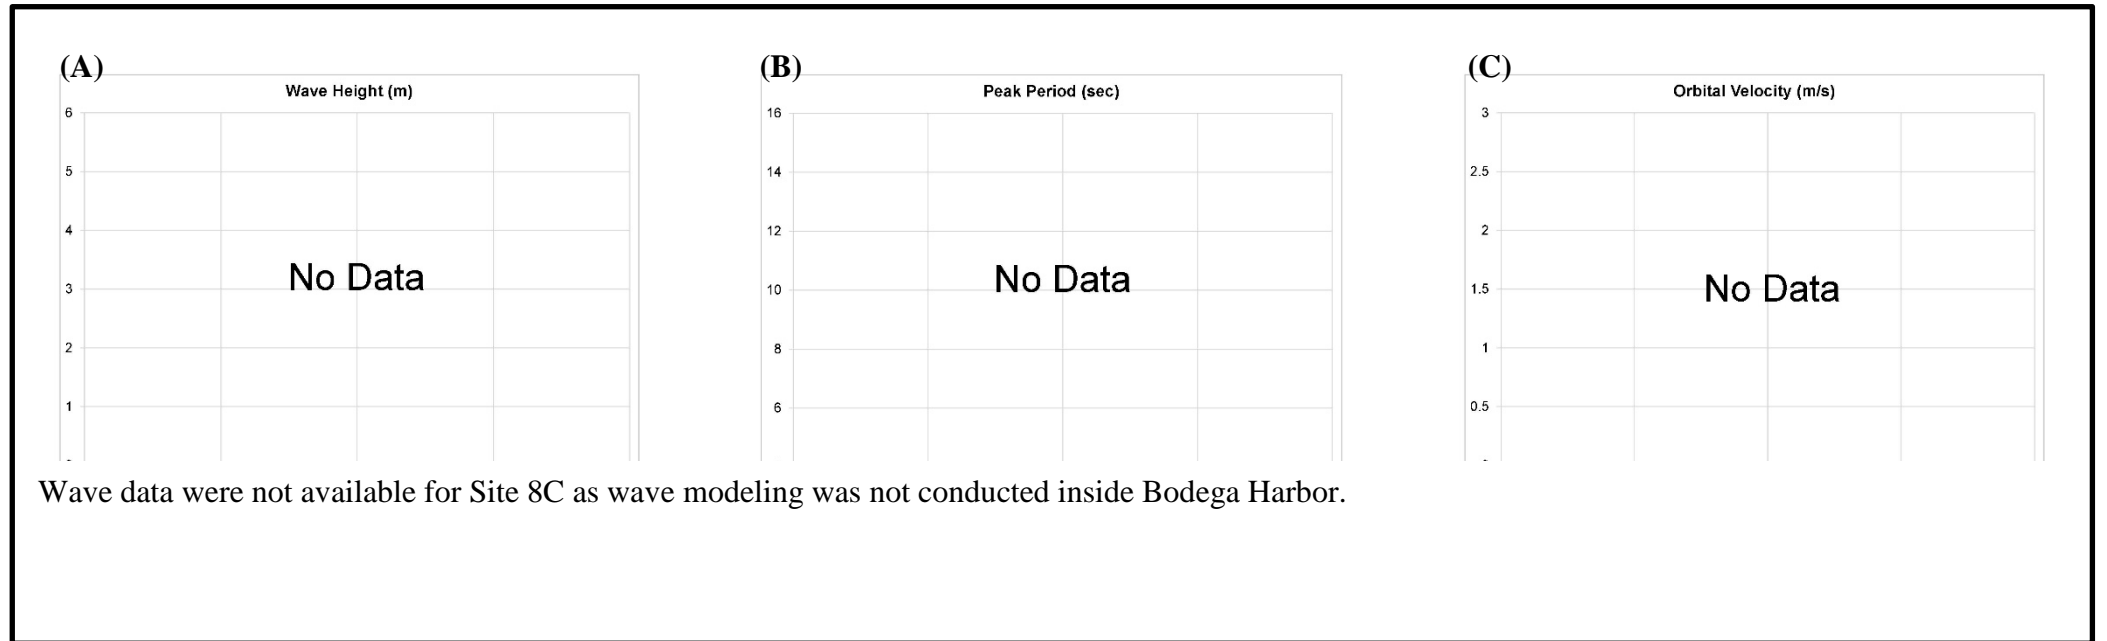 (A)
Wave Height (m)
6
5
4
3
2
1
No Data
(B)
Peak Period (sec)
16
14
12
10
8
6
No Data
(C)
Orbital Velocity (m/s)
3
2.5
2
1.5
1
0.5
No Data
Wave data were not available for Site 8C as wave modeling was not conducted inside Bodega Harbor.